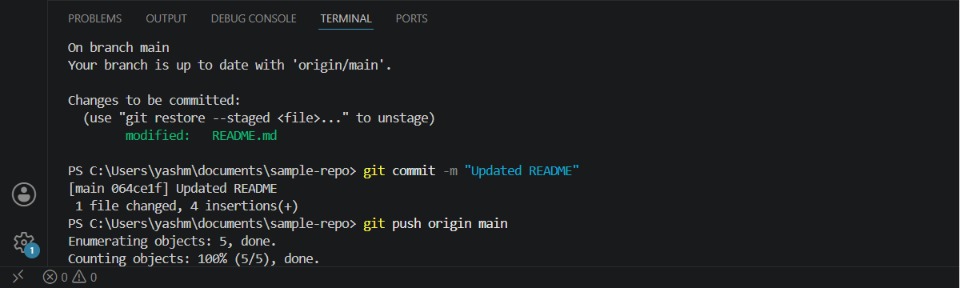 PROBLEMS OUTPUT DEBUG CONSOLE TERMINAL PORTS
On branch main
Your branch is up to date with 'origin/main'.
Changes to be committed:
(use "git restore --staged <file>..." to unstage)
modified: README.md
PS C:\Users\yashm\documents\sample-repo> git commit -m "Updated README"
[main 064ce1f] Updated README
1 file changed, 4 insertions(+)
PS C:\Users\yashm\documents\sample-repo> git push origin main
Enumerating objects: 5, done.
1
Counting objects: 100% (5/5), done.
0 0